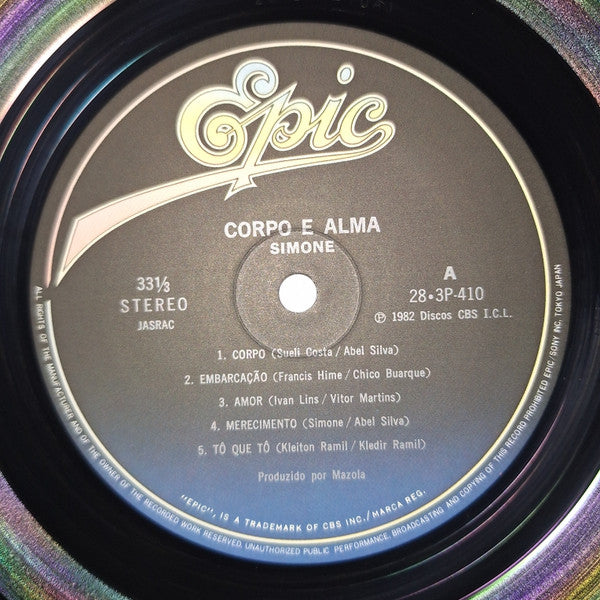 Epic
CORPO E ALMA
SIMONE
33⅓
STEREO
JASRAC
A
28•3P-410
℗ 1982 Discos CBS I.C.L.
1. CORPO (Sueli Costa/Abel Silva)
2. EMBARCAÇÃO (Francis Hime/Chico Buarque)
3. AMOR (Ivan Lins/Vitor Martins)
4. MERECIMENTO (Simone/Abel Silva)
5. TÔ QUE TÔ (Kleiton Ramil/Kledir Ramil)
Produzido por Mazola
"EPIC", IS A TRADEMARK OF CBS INC./MARCA REG.
ALL RIGHTS OF THE MANUFACTURER AND OF THE OWNER OF THE RECORDED WORK RESERVED. UNAUTHORIZED PUBLIC PERFORMANCE, BROADCASTING AND COPYING OF THIS RECORD PROHIBITED EPIC/SONY INC. TOKYO JAPAN